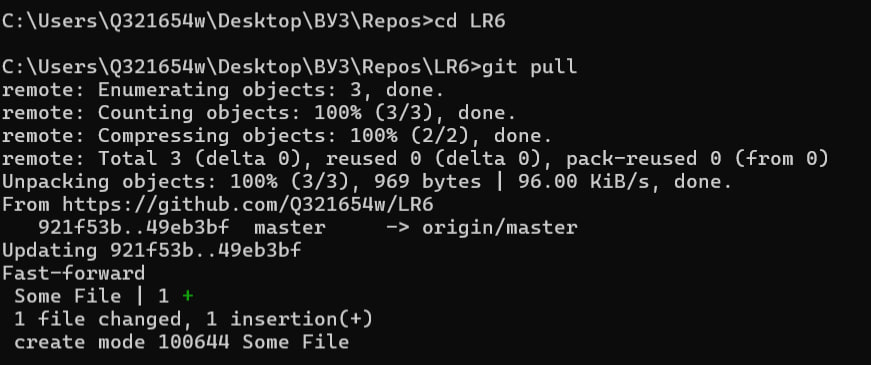 C:\Users\Q321654w\Desktop\ВУЗ\Repos>cd LR6
C:\Users\Q321654w\Desktop\ВУЗ\Repos\LR6>git pull
remote: Enumerating objects: 3, done.
remote: Counting objects: 100% (3/3), done.
remote: Compressing objects: 100% (2/2), done.
remote: Total 3 (delta 0), reused 0 (delta 0), pack-reused 0 (from 0)
Unpacking objects: 100% (3/3), 969 bytes | 96.00 KiB/s, done.
From https://github.com/Q321654w/LR6
   921f53b..49eb3bf  master     -> origin/master
Updating 921f53b..49eb3bf
Fast-forward
 Some File | 1 +
 1 file changed, 1 insertion(+)
 create mode 100644 Some File